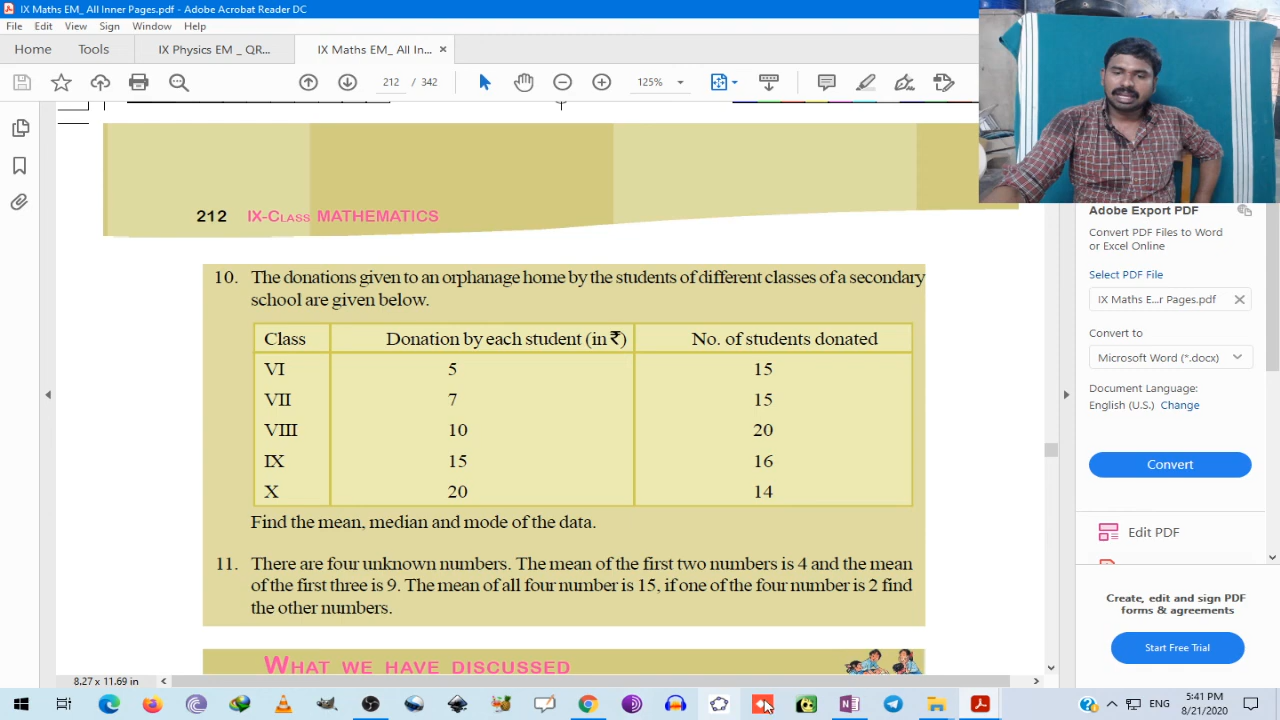 IX Maths EM_ All Inner Pages.pdf - Adobe Acrobat Reader DC
File Edit View Sign Window Help
Home Tools IX Physics EM _ QR... IX Maths EM_ All In... ×
212 / 342 125%
212 IX-Class MATHEMATICS
10. The donations given to an orphanage home by the students of different classes of a secondary
school are given below.
Class Donation by each student (in ₹) No. of students donated
VI 5 15
VII 7 15
VIII 10 20
IX 15 16
X 20 14
Find the mean, median and mode of the data.
11. There are four unknown numbers. The mean of the first two numbers is 4 and the mean
of the first three is 9. The mean of all four number is 15, if one of the four number is 2 find
the other numbers.
What we have discussed
8.27 x 11.69 in
Adobe Export PDF
Convert PDF Files to Word
or Excel Online
Select PDF File
IX Maths E...r Pages.pdf
Convert to
Microsoft Word (*.docx)
Document Language:
English (U.S.) Change
Convert
Edit PDF
Create, edit and sign PDF
forms & agreements
Start Free Trial
ENG
5:41 PM
8/21/2020